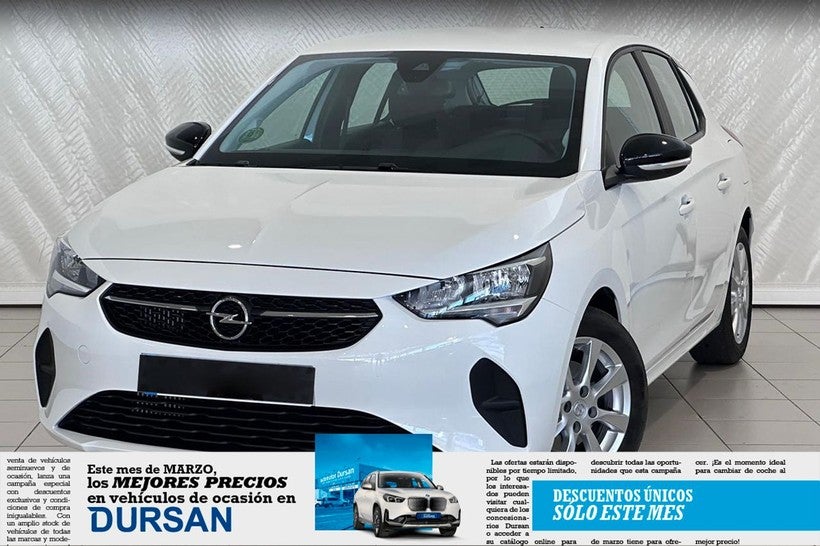 venta de vehículos
seminuevos y de
ocasión, lanza una
campaña especial
con descuentos
exclusivos y condi-
ciones de compra
inigualables. Con
un amplio stock de
vehículos de todas
las marcas y mode-
Este mes de MARZO,
los MEJORES PRECIOS
en vehículos de ocasión en
DURSAN
Dursan
Las ofertas estarán dispo-
nibles por tiempo limitado,
por lo que
los interesa-
dos pueden
visitar cual-
quiera de los
concesiona-
rios Dursan
o acceder a
su catálogo online para
descubrir todas las oportu-
nidades que esta campaña
cer. ¡Es el momento ideal
para cambiar de coche al
DESCUENTOS ÚNICOS
SÓLO ESTE MES
de marzo tiene para ofre-
mejor precio!